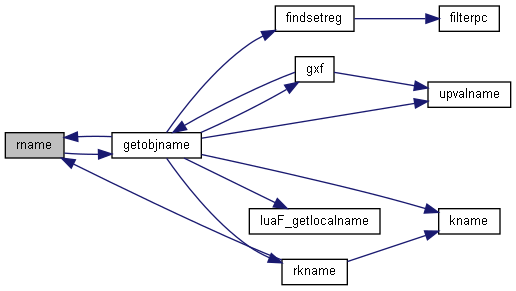 findsetreg
filterpc
gxf
upvalname
rname
getobjname
luaF_getlocalname
kname
rkname